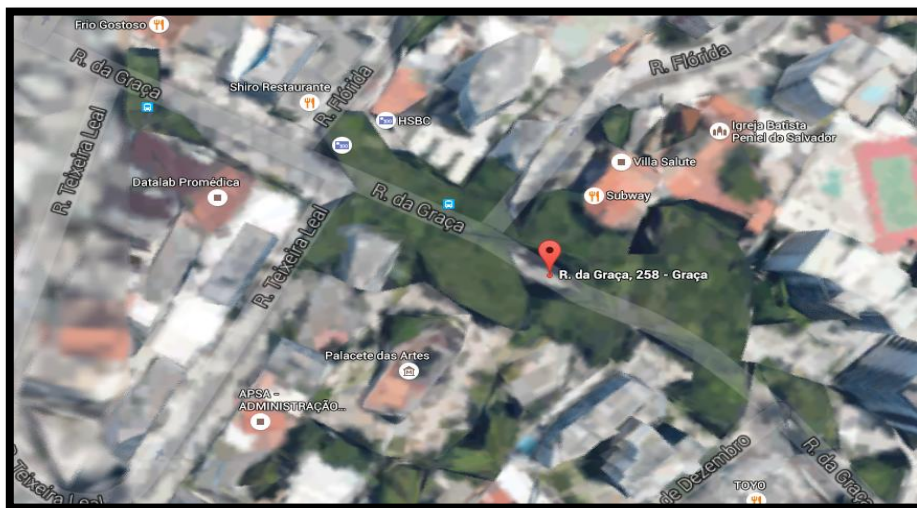 Frio Gostoso
R. da Graça
Shiro Restaurante
R. Flórida
R. Flórida
HSBC
Igreja Batista
Peniel do Salvador
R. Teixeira Leal
Datalab Promédica
Villa Salute
Subway
R. da Graça
R. Teixeira Leal
R. da Graça, 258 - Graça
Palacete das Artes
APSA -
ADMINISTRAÇÃO...
R. Teixeira Leal
de Dezembro
R. da Graça
TOYO